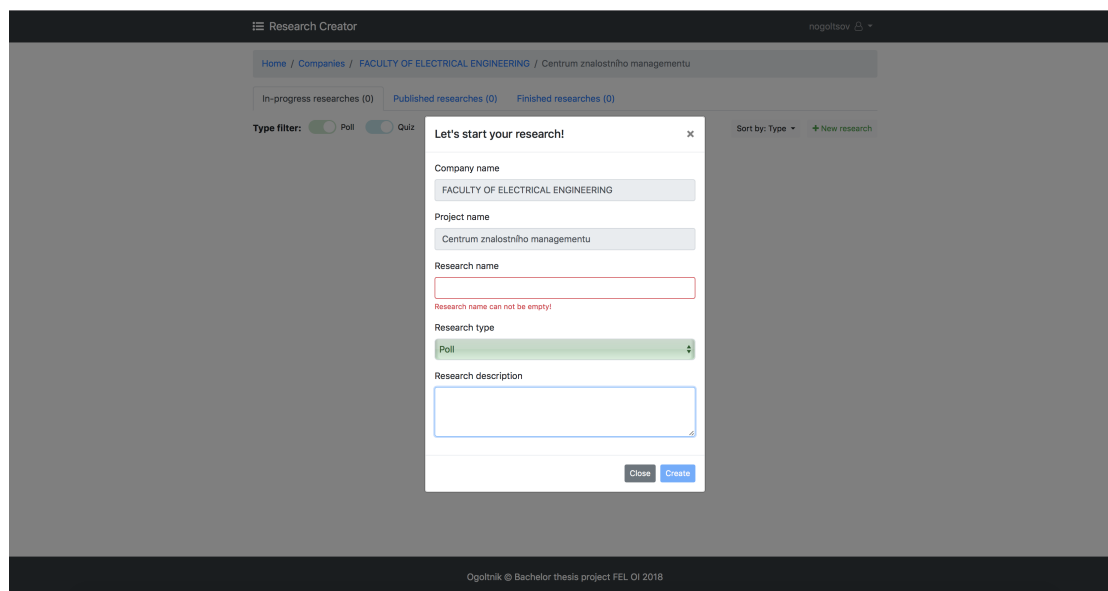 Research Creator
nogoltsov
Home / Companies / FACULTY OF ELECTRICAL ENGINEERING / Centrum znalostního managementu
In-progress researches (0) Published researches (0) Finished researches (0)
Type filter: Poll Quiz Sort by: Type + New research
Let's start your research! ×
Company name
FACULTY OF ELECTRICAL ENGINEERING
Project name
Centrum znalostního managementu
Research name
Research name can not be empty!
Research type
Poll
Research description
Close Create
Ogoltnik © Bachelor thesis project FEL OI 2018